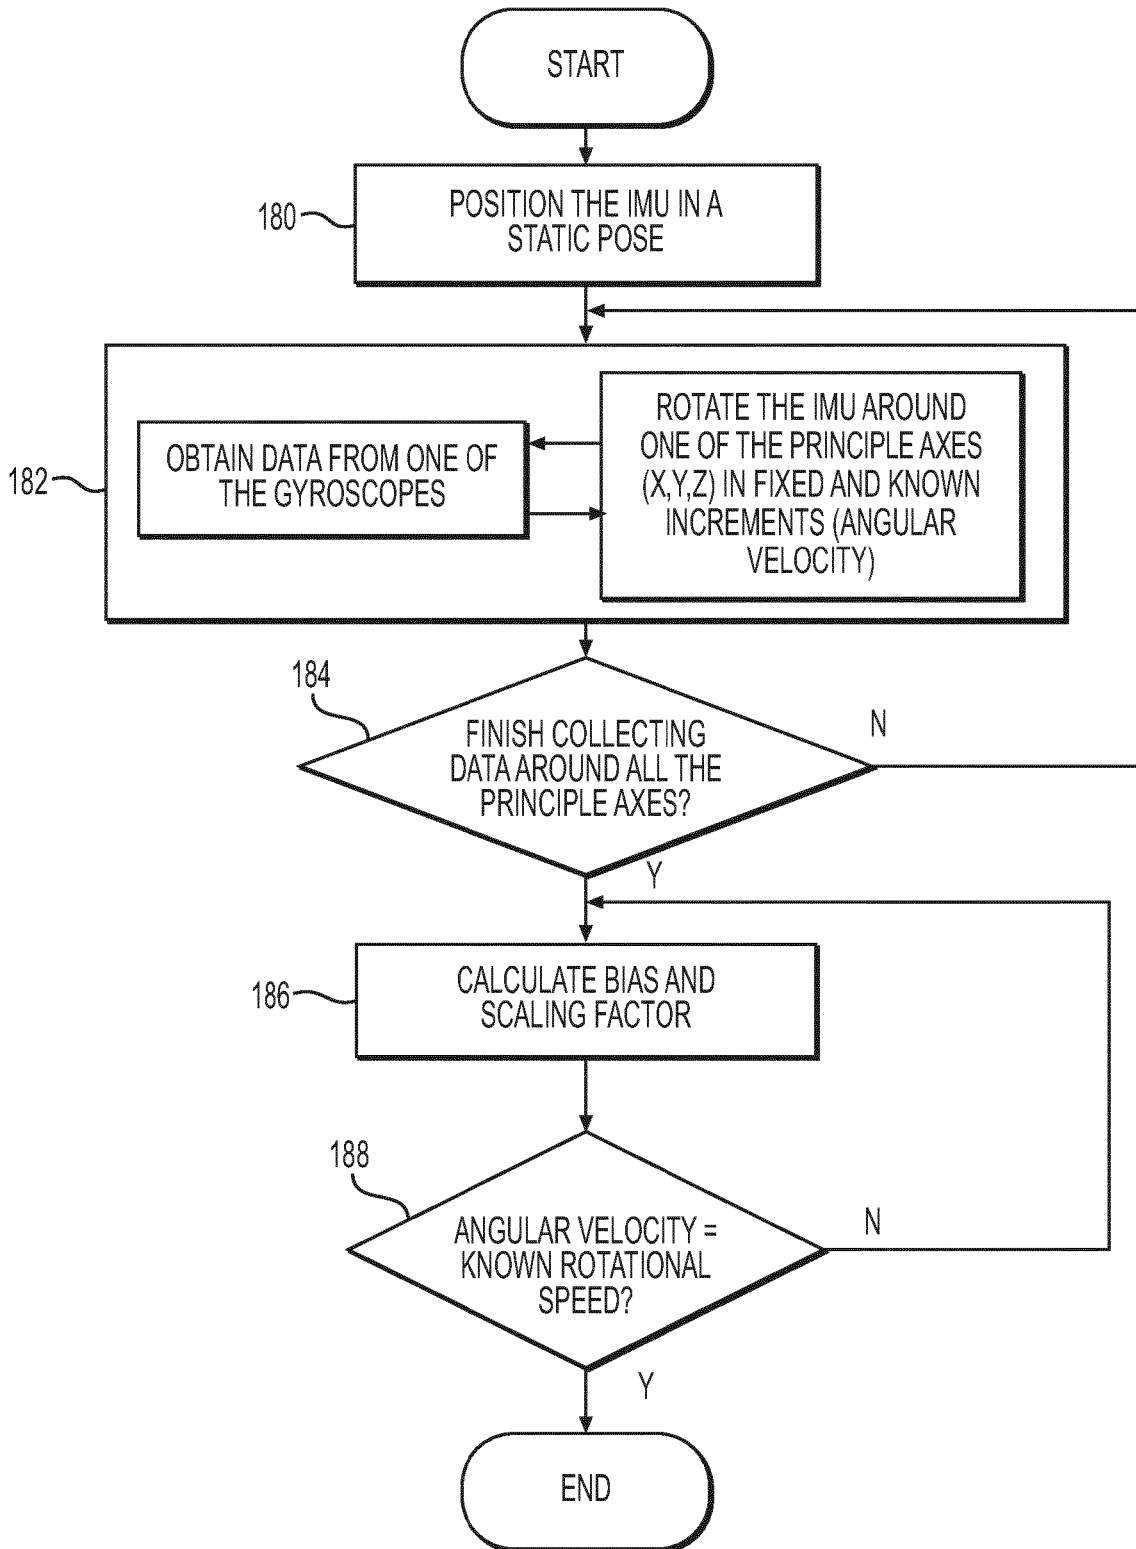 START
180
POSITION THE IMU IN A
STATIC POSE
182
OBTAIN DATA FROM ONE OF
THE GYROSCOPES
ROTATE THE IMU AROUND
ONE OF THE PRINCIPLE AXES
(X,Y,Z) IN FIXED AND KNOWN
INCREMENTS (ANGULAR
VELOCITY)
184
FINISH COLLECTING
DATA AROUND ALL THE
PRINCIPLE AXES?
N
Y
186
CALCULATE BIAS AND
SCALING FACTOR
188
ANGULAR VELOCITY =
KNOWN ROTATIONAL
SPEED?
N
Y
END